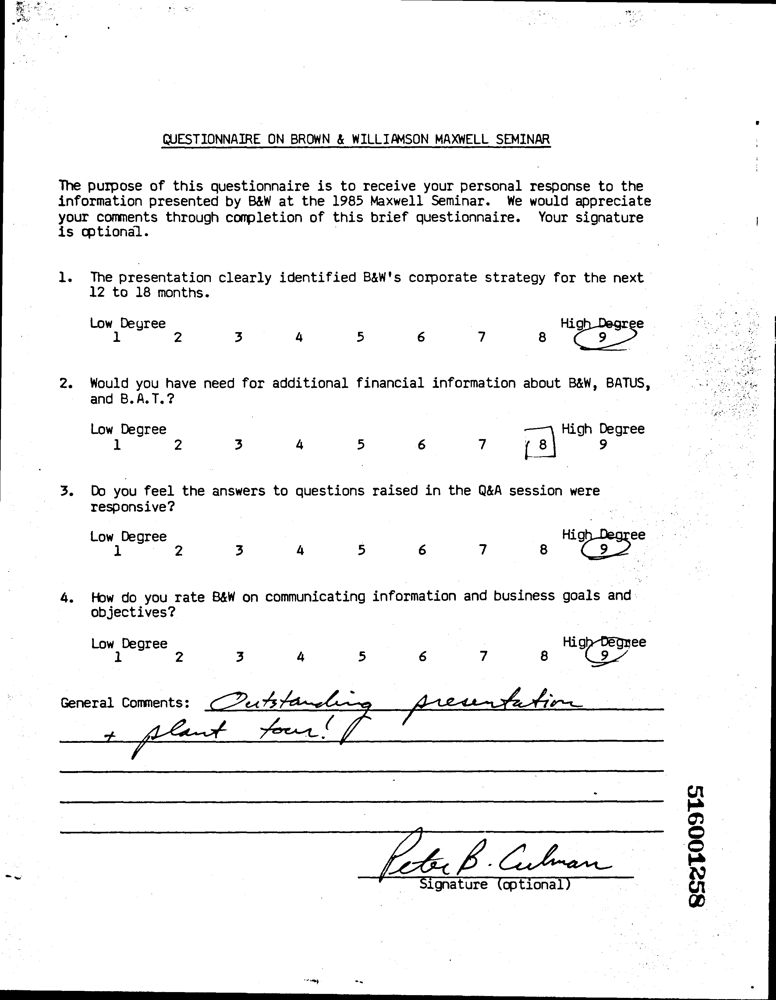 QUESTIONNAIRE ON BROWN & WILLIAMSON MAXWELL SEMINAR
The purpose of this questionnaire is to receive your personal response to the
information presented by B&W at the 1985 Maxwell Seminar. We would appreciate
your comments through completion of this brief questionnaire. Your signature
is optional.
1. The presentation clearly identified B&W's corporate strategy for the next
12 to 18 months.
Low Degree High Degree
1 2 3 4 5 6 7 8 9
2. Would you have need for additional financial information about B&W, BATUS,
and B.A.T.?
Low Degree High Degree
1 2 3 4 5 6 7 8 9
3. Do you feel the answers to questions raised in the Q&A session were
responsive?
Low Degree High Degree
1 2 3 4 5 6 7 8 9
4. How do you rate B&W on communicating information and business goals and
objectives?
Low Degree High Degree
1 2 3 4 5 6 7 8 9
General Comments: Outstanding presentation
+ plant tour!
Peter B. Culman
Signature (optional)
516001258